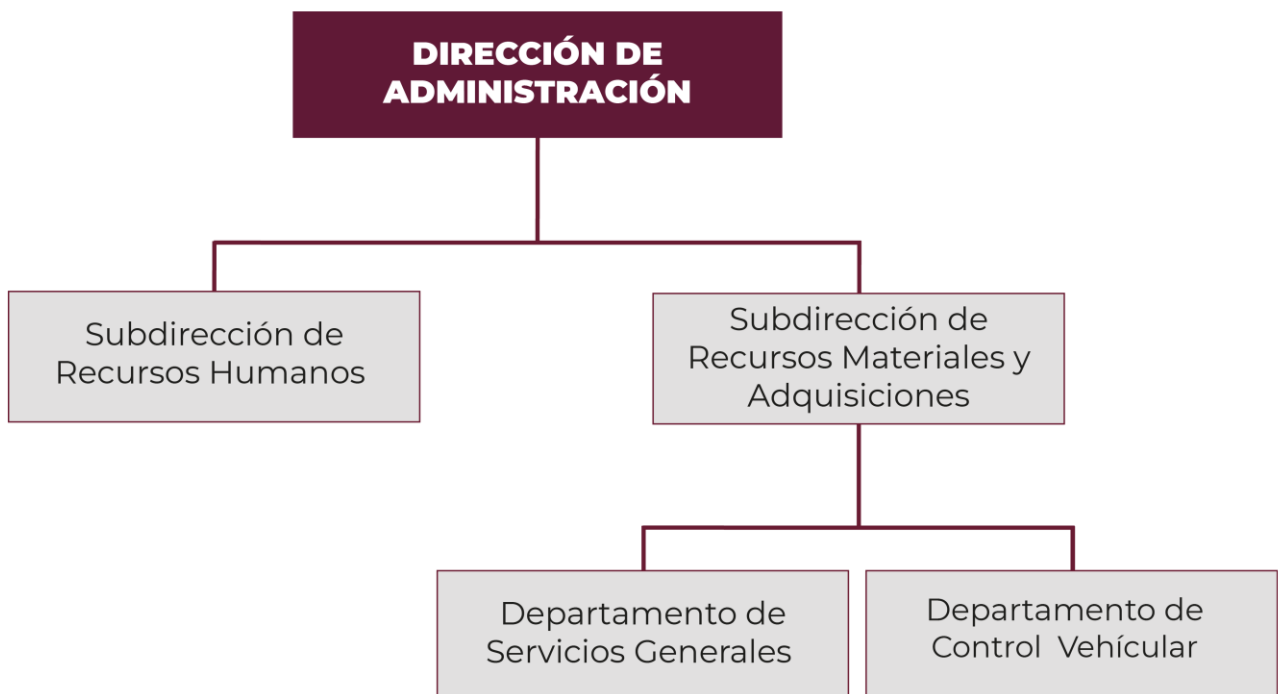 DIRECCIÓN DE
ADMINISTRACIÓN
Subdirección de
Recursos Humanos
Subdirección de
Recursos Materiales y
Adquisiciones
Departamento de
Servicios Generales
Departamento de
Control  Vehícular